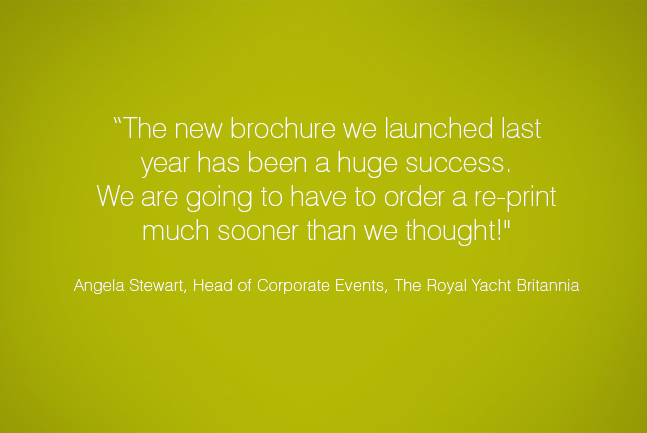 “The new brochure we launched last
year has been a huge success.
We are going to have to order a re-print
much sooner than we thought!"
Angela Stewart, Head of Corporate Events, The Royal Yacht Britannia